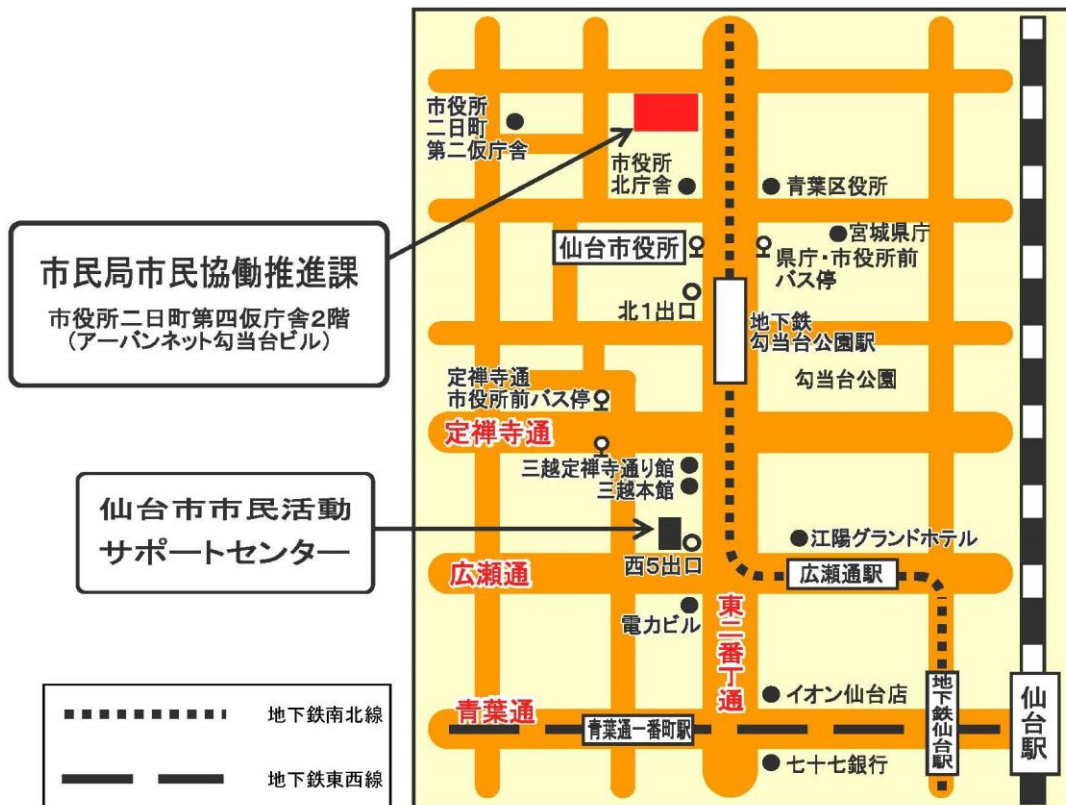 市役所
二日町
第二仮庁舎
市役所
北庁舎
青葉区役所
市民局市民協働推進課
市役所二日町第四仮庁舎2階
(アーバンネット勾当台ビル)
仙台市役所
宮城県庁
県庁・市役所前
バス停
北1出口
地下鉄
勾当台公園駅
勾当台公園
定禅寺通
市役所前バス停
定禅寺通
三越定禅寺通り館
三越本館
仙台市市民活動
サポートセンター
江陽グランドホテル
西5出口
広瀬通
広瀬通駅
電力ビル
東二番丁通
イオン仙台店
青葉通
青葉通一番町駅
地下鉄仙台駅
仙台駅
七十七銀行
地下鉄南北線
地下鉄東西線